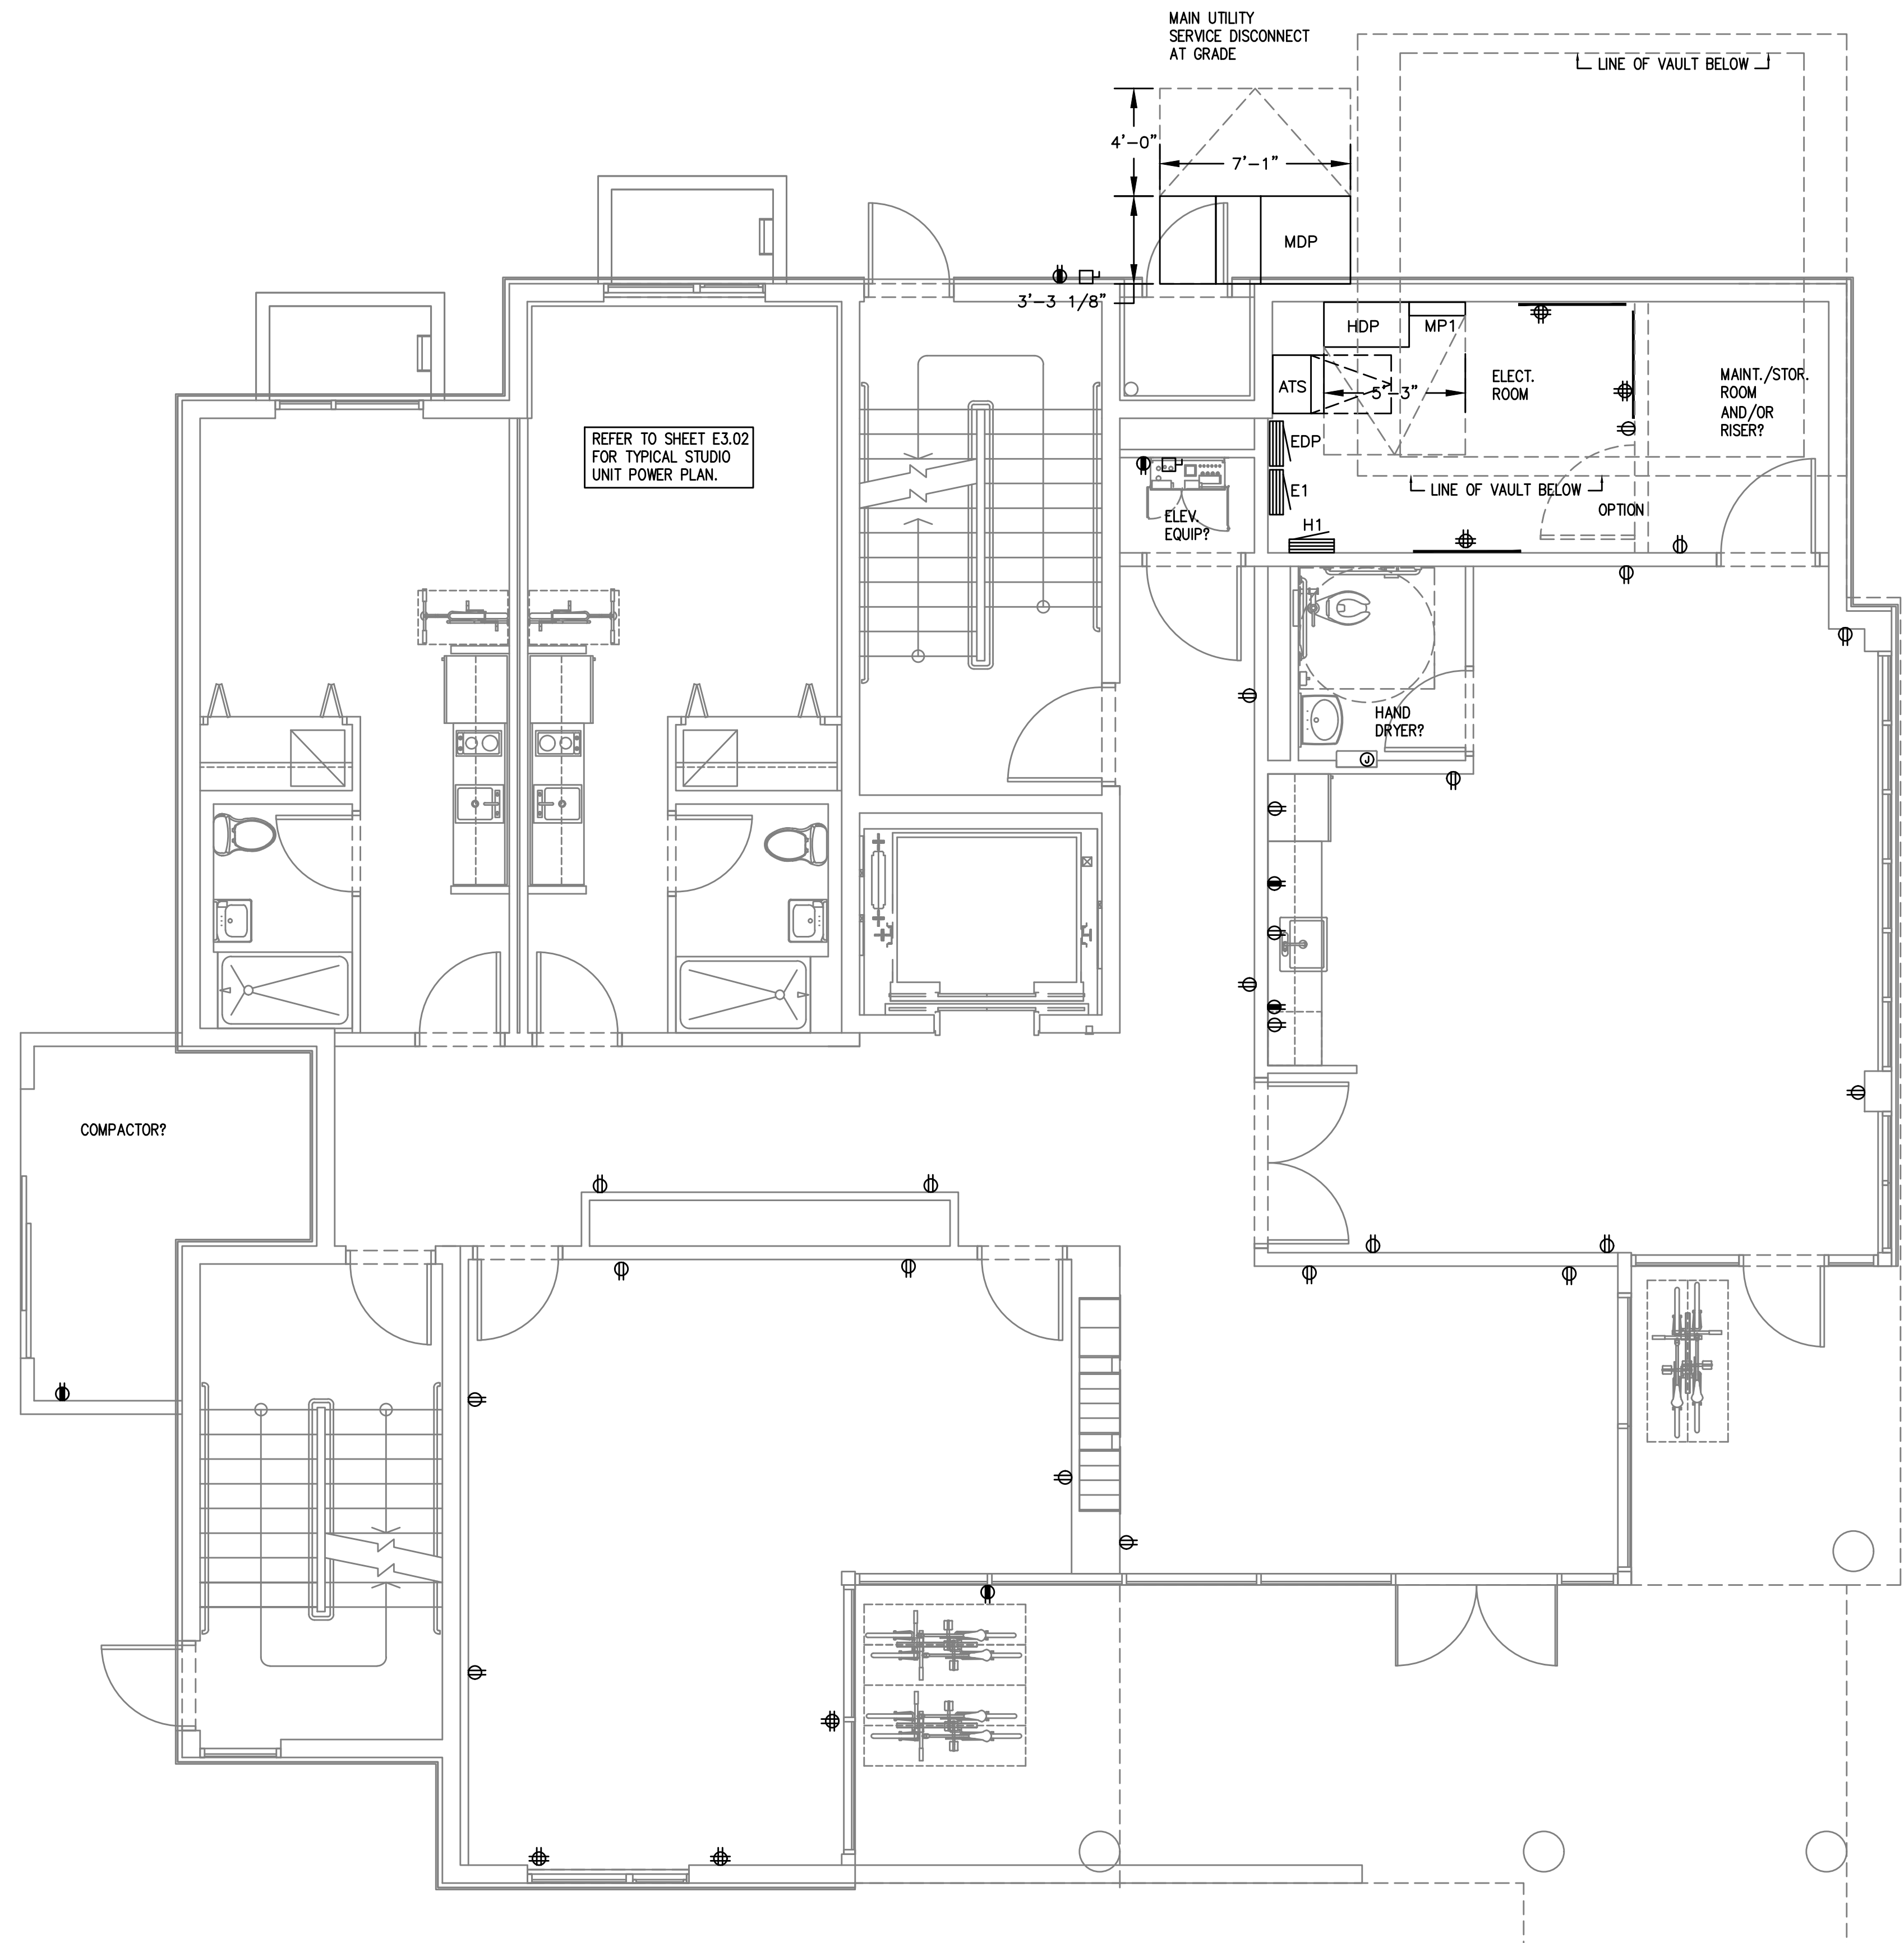 MAIN UTILITY
SERVICE DISCONNECT
AT GRADE
LINE OF VAULT BELOW
4'-0"
7'-1"
MDP
3'-3 1/8"
HDP
MP1
ATS
5'-3"
ELECT.
ROOM
MAINT./STOR.
ROOM
AND/OR
RISER?
REFER TO SHEET E3.02
FOR TYPICAL STUDIO
UNIT POWER PLAN.
EDP
E1
LINE OF VAULT BELOW
OPTION
ELEV.
EQUIP?
H1
HAND
DRYER?
J
COMPACTOR?